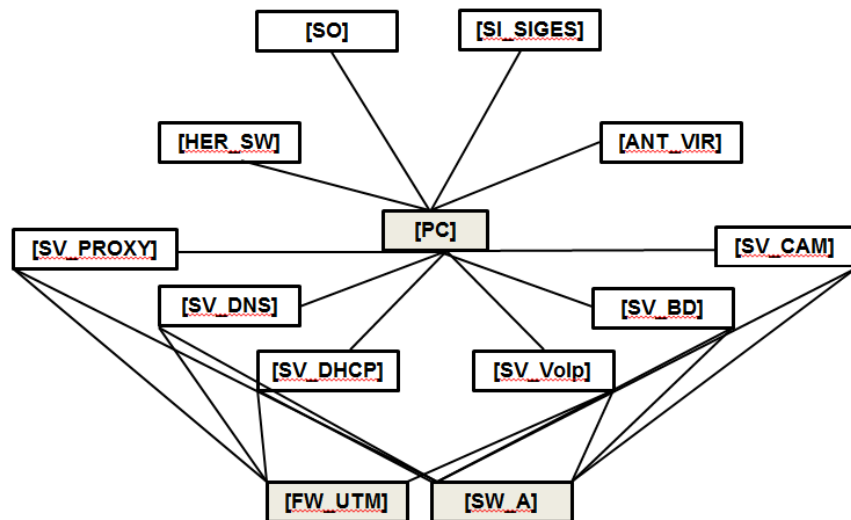 [SO]
[SI_SIGES]
[HER_SW]
[ANT_VIR]
[PC]
[SV_PROXY]
[SV_CAM]
[SV_DNS]
[SV_BD]
[SV_DHCP]
[SV_VoIp]
[FW_UTM]
[SW_A]